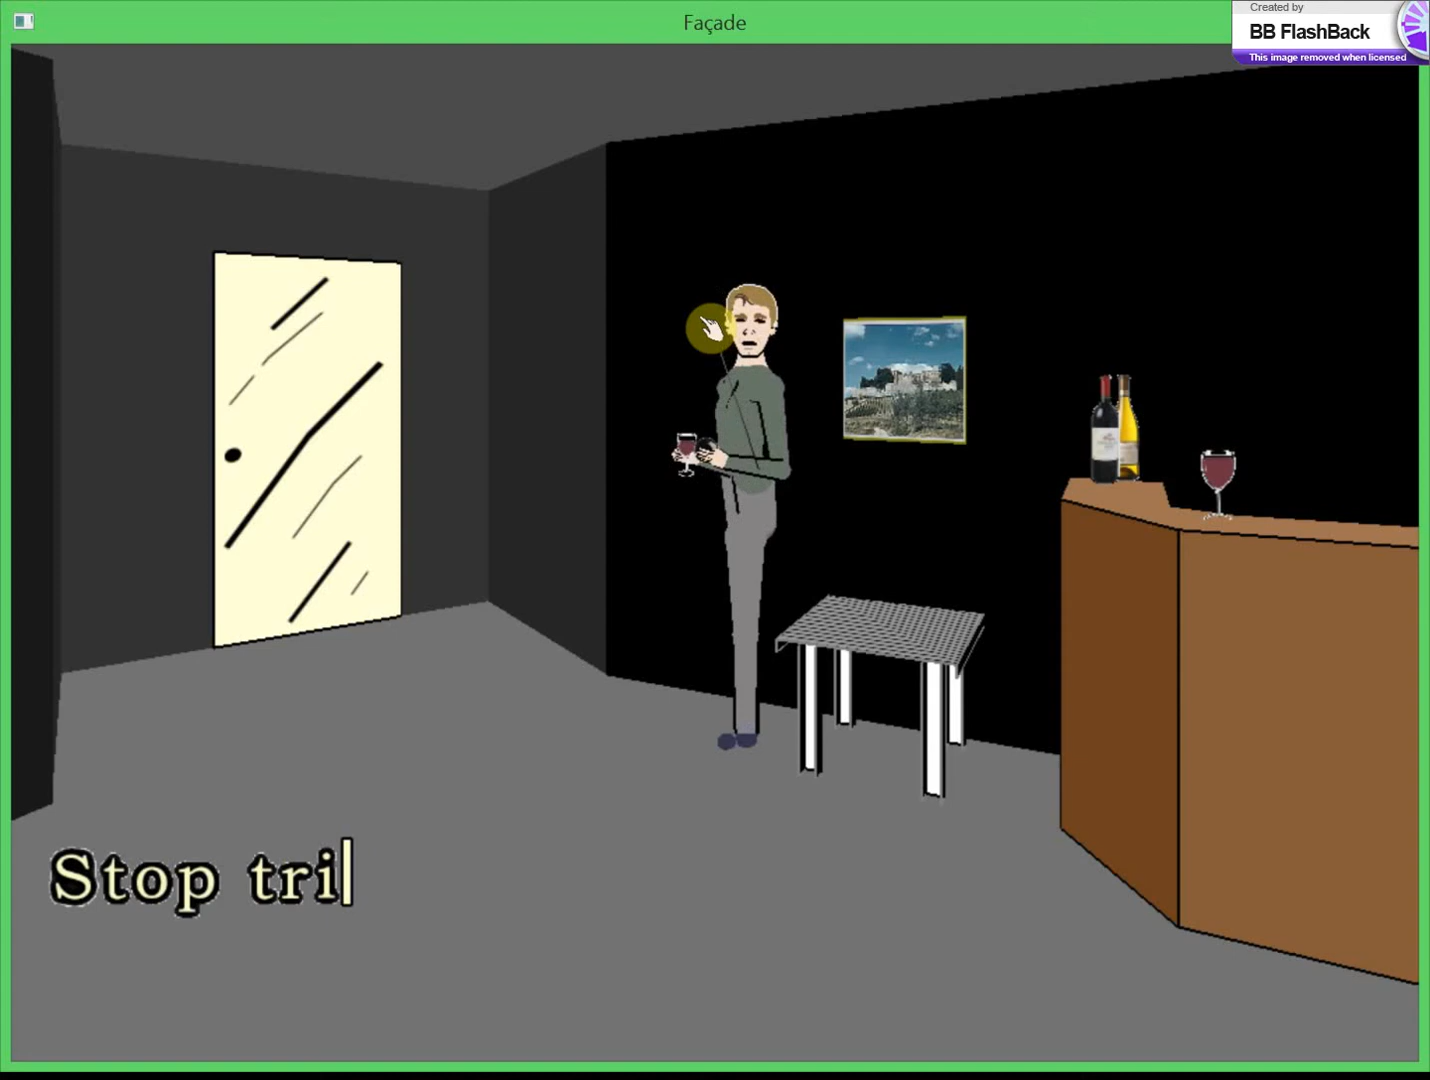 Façade
Created by
BB FlashBack
This image removed when licensed
Stop tri